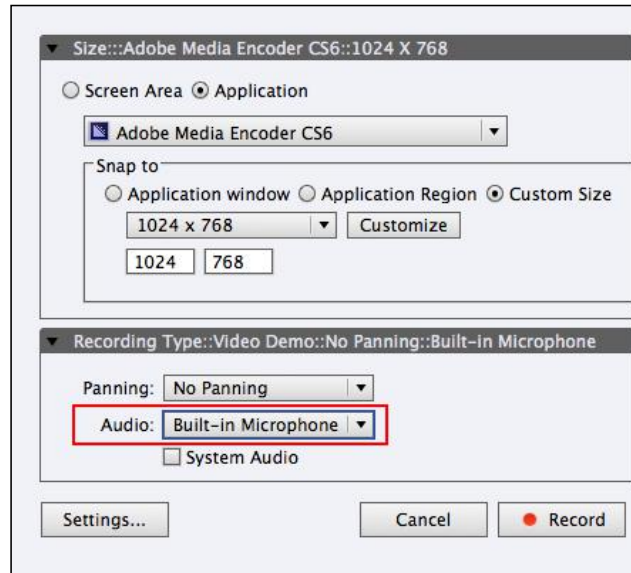 Size:::Adobe Media Encoder CS6::1024 X 768
Screen Area Application
Adobe Media Encoder CS6
Snap to
Application window Application Region Custom Size
1024 x 768 Customize
1024 768
Recording Type::Video Demo::No Panning::Built-in Microphone
Panning: No Panning
Audio: Built-in Microphone
System Audio
Settings... Cancel Record